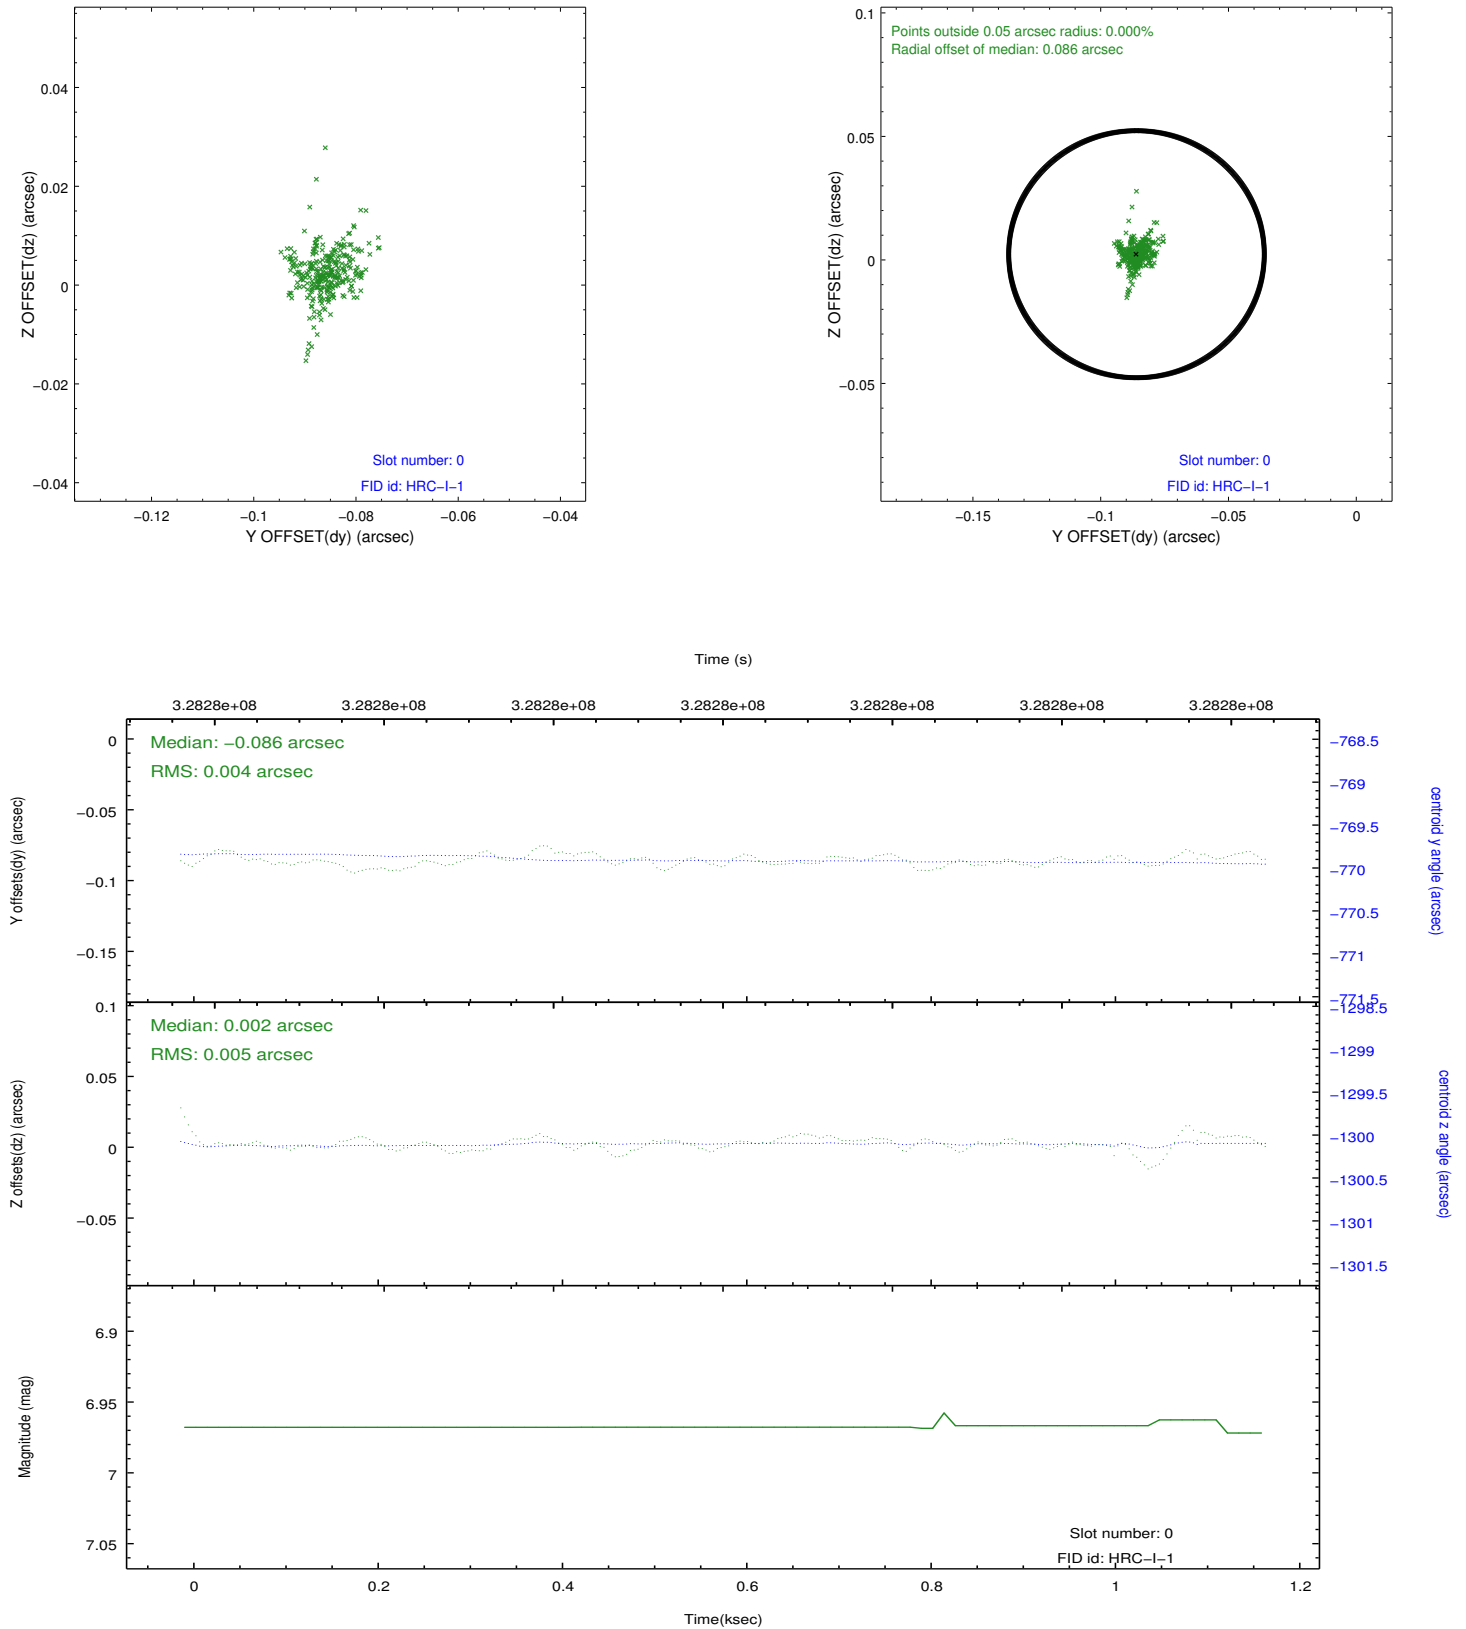 0.04
0.02
0
−0.02
−0.04
Z OFFSET(dz) (arcsec)
Slot number: 0
FID id: HRC−I−1
−0.12 −0.1 −0.08 −0.06 −0.04
Y OFFSET(dy) (arcsec)
Points outside 0.05 arcsec radius: 0.000%
Radial offset of median: 0.086 arcsec
0.1
0.05
0
−0.05
Z OFFSET(dz) (arcsec)
Slot number: 0
FID id: HRC−I−1
−0.15 −0.1 −0.05 0
Y OFFSET(dy) (arcsec)
Time (s)
3.2828e+08 3.2828e+08 3.2828e+08 3.2828e+08 3.2828e+08 3.2828e+08 3.2828e+08
Median: −0.086 arcsec
RMS: 0.004 arcsec
0
−0.05
−0.1
−0.15
Y offsets(dy) (arcsec)
−768.5
−769
−769.5
−770
−770.5
−771
−771.5
centroid y angle (arcsec)
Median: 0.002 arcsec
RMS: 0.005 arcsec
0.1
0.05
0
−0.05
Z offsets(dz) (arcsec)
−1298.5
−1299
−1299.5
−1300
−1300.5
−1301
−1301.5
centroid z angle (arcsec)
6.9
6.95
7
7.05
Magnitude (mag)
Slot number: 0
FID id: HRC−I−1
0 0.2 0.4 0.6 0.8 1 1.2
Time(ksec)